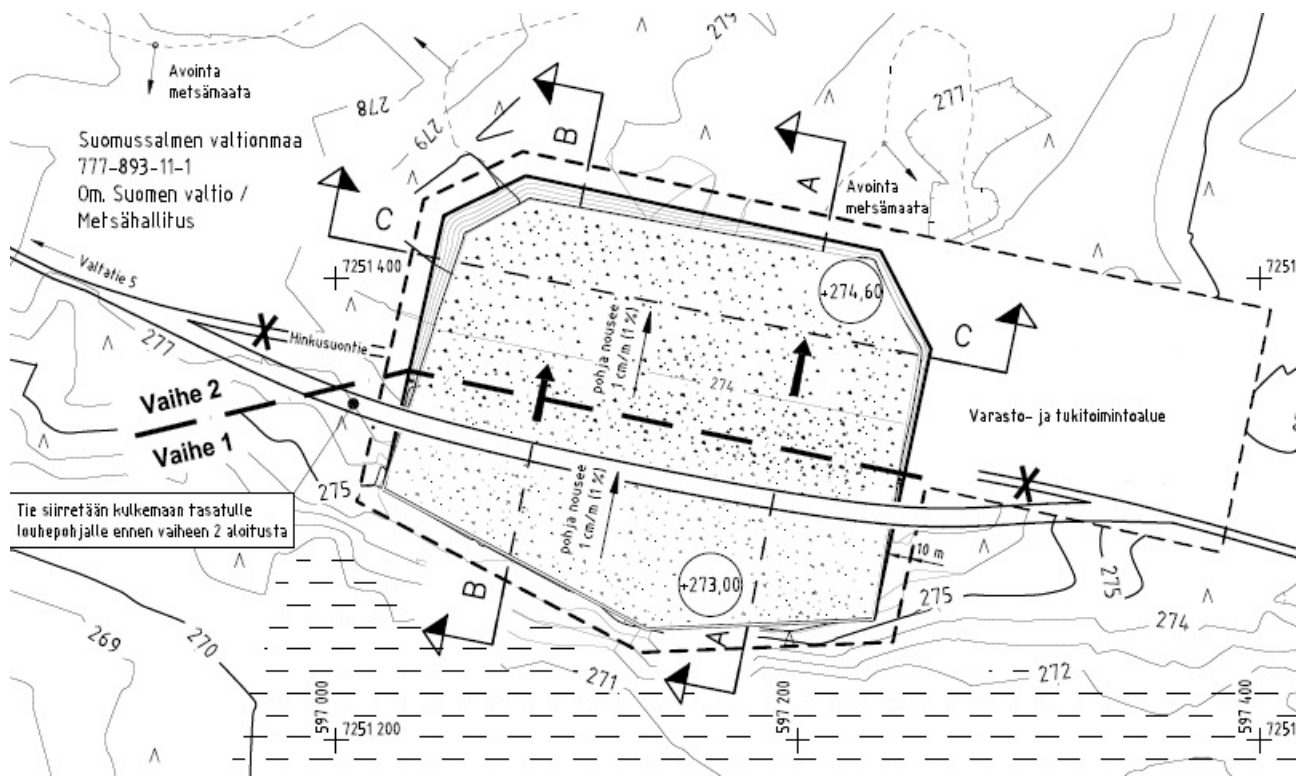 275
Avointa
metsämaata
278
279
277
B
A
Suomussalmen valtionmaa
777-893-11-1
Om. Suomen valtio /
Metsähallitus
Avointa
metsämaata
C
Valtatie 5
7251 400
7251
+274,60
Hinkusuontie
pohja nousee
1 cm/m (1 %)
C
277
274
Vaihe 2
Vaihe 1
Varasto- ja tukitoimintoalue
275
pohja nousee
1 cm/m (1 %)
Tie siirretään kulkemaan tasatulle
louhepohjalle ennen vaiheen 2 aloitusta
10 m
+273,00
275
275
B
A
274
269
270
271
272
597 000
7251 200
597 200
597 400
7251